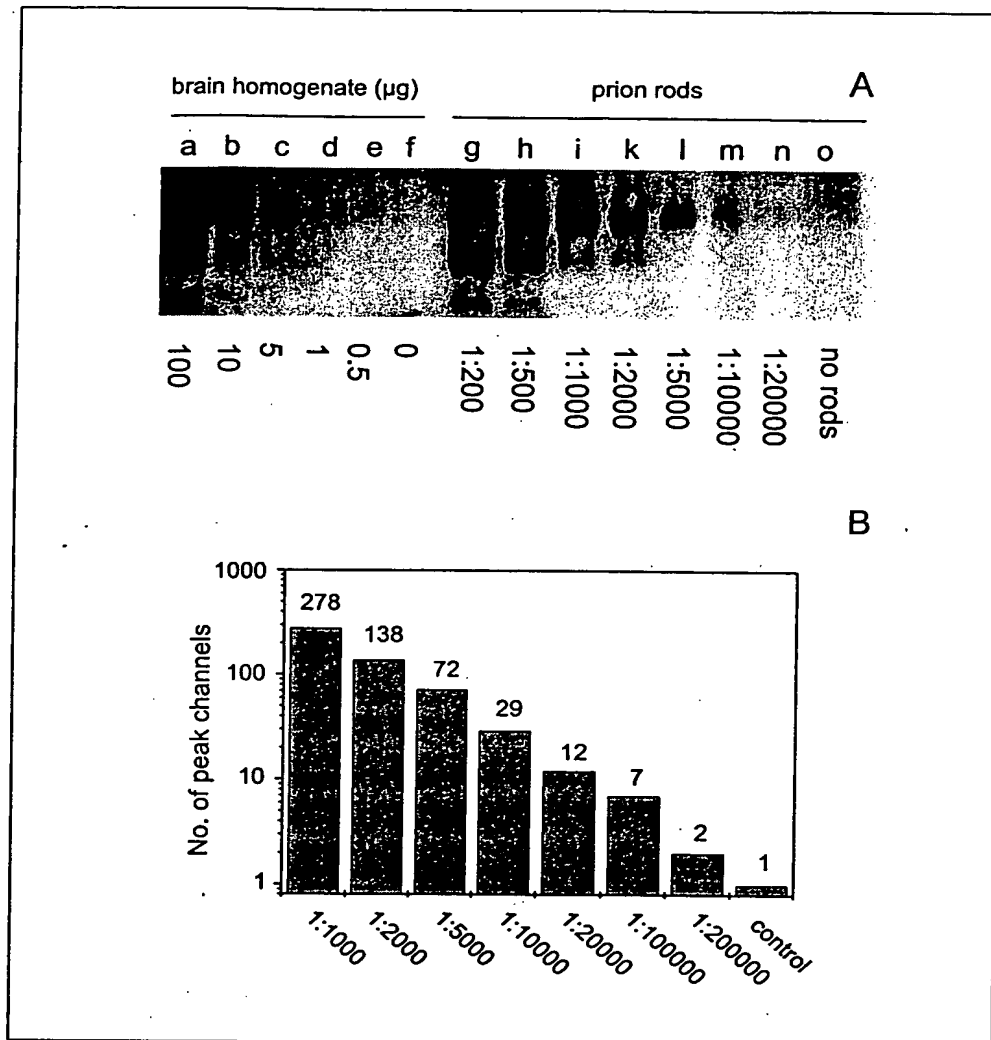 A
brain homogenate (µg) prion rods
a b c d e f g h i k l m n o
100 10 5 1 0.5 0 1:200 1:500 1:1000 1:2000 1:5000 1:10000 1:20000 no rods
B
No. of peak channels
1000
100
10
1
278 138 72 29 12 7 2 1
1:1000 1:2000 1:5000 1:10000 1:20000 1:100000 1:200000 control